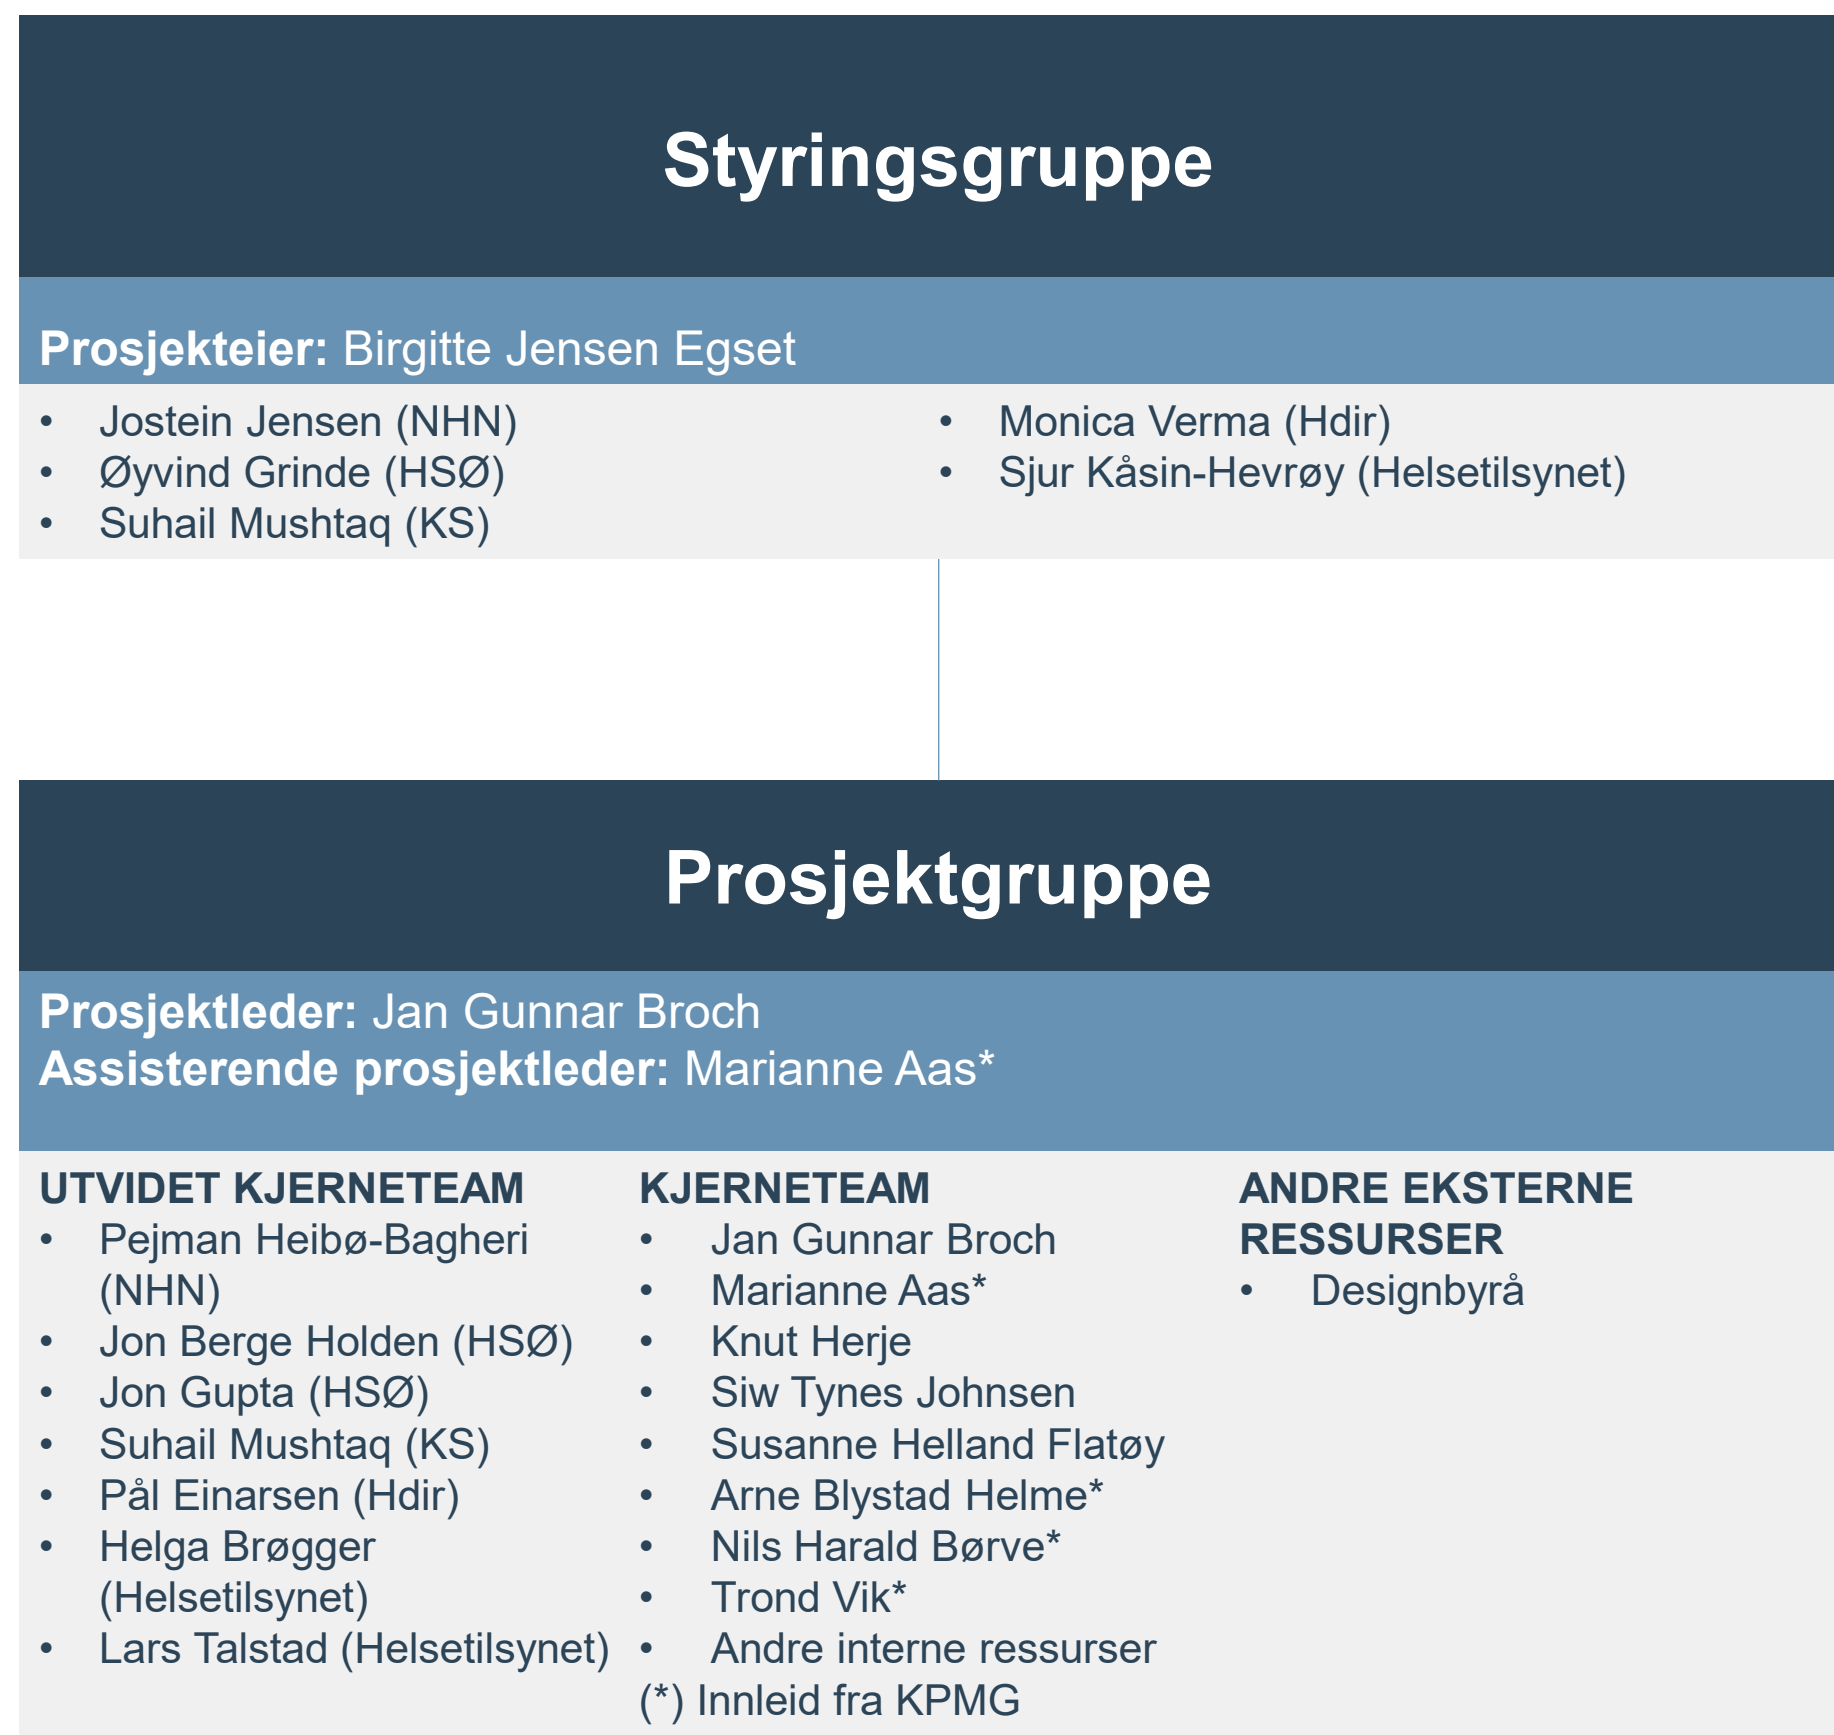 Styringsgruppe
Prosjekteier: Birgitte Jensen Egset
• Jostein Jensen (NHN)
• Øyvind Grinde (HSØ)
• Suhail Mushtaq (KS)
• Monica Verma (Hdir)
• Sjur Kåsin-Hevrøy (Helsetilsynet)
Prosjektgruppe
Prosjektleder: Jan Gunnar Broch
Assisterende prosjektleder: Marianne Aas*
UTVIDET KJERNETEAM
• Pejman Heibø-Bagheri
(NHN)
• Jon Berge Holden (HSØ)
• Jon Gupta (HSØ)
• Suhail Mushtaq (KS)
• Pål Einarsen (Hdir)
• Helga Brøgger
(Helsetilsynet)
• Lars Talstad (Helsetilsynet)
KJERNETEAM
• Jan Gunnar Broch
• Marianne Aas*
• Knut Herje
• Siw Tynes Johnsen
• Susanne Helland Flatøy
• Arne Blystad Helme*
• Nils Harald Børve*
• Trond Vik*
• Andre interne ressurser
(*) Innleid fra KPMG
ANDRE EKSTERNE
RESSURSER
• Designbyrå